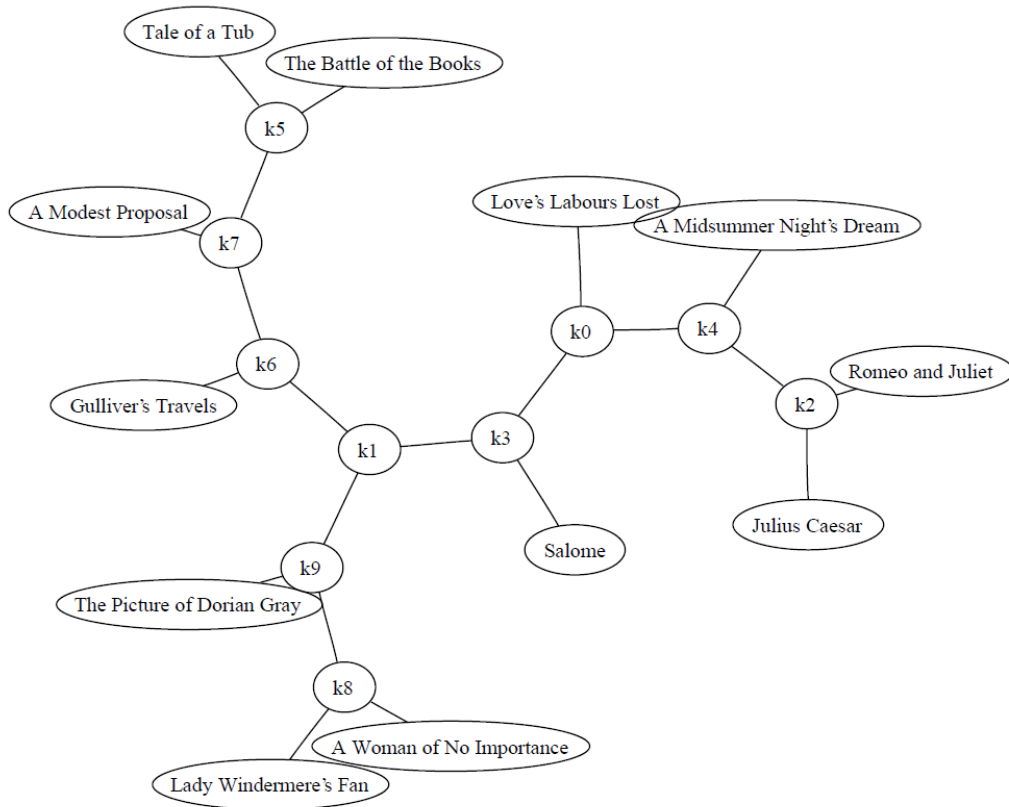 Tale of a Tub
The Battle of the Books
k5
A Modest Proposal
Love's Labours Lost
A Midsummer Night's Dream
k7
k0
k4
k6
Romeo and Juliet
Gulliver's Travels
k2
k1
k3
Julius Caesar
Salome
k9
The Picture of Dorian Gray
k8
A Woman of No Importance
Lady Windermere's Fan